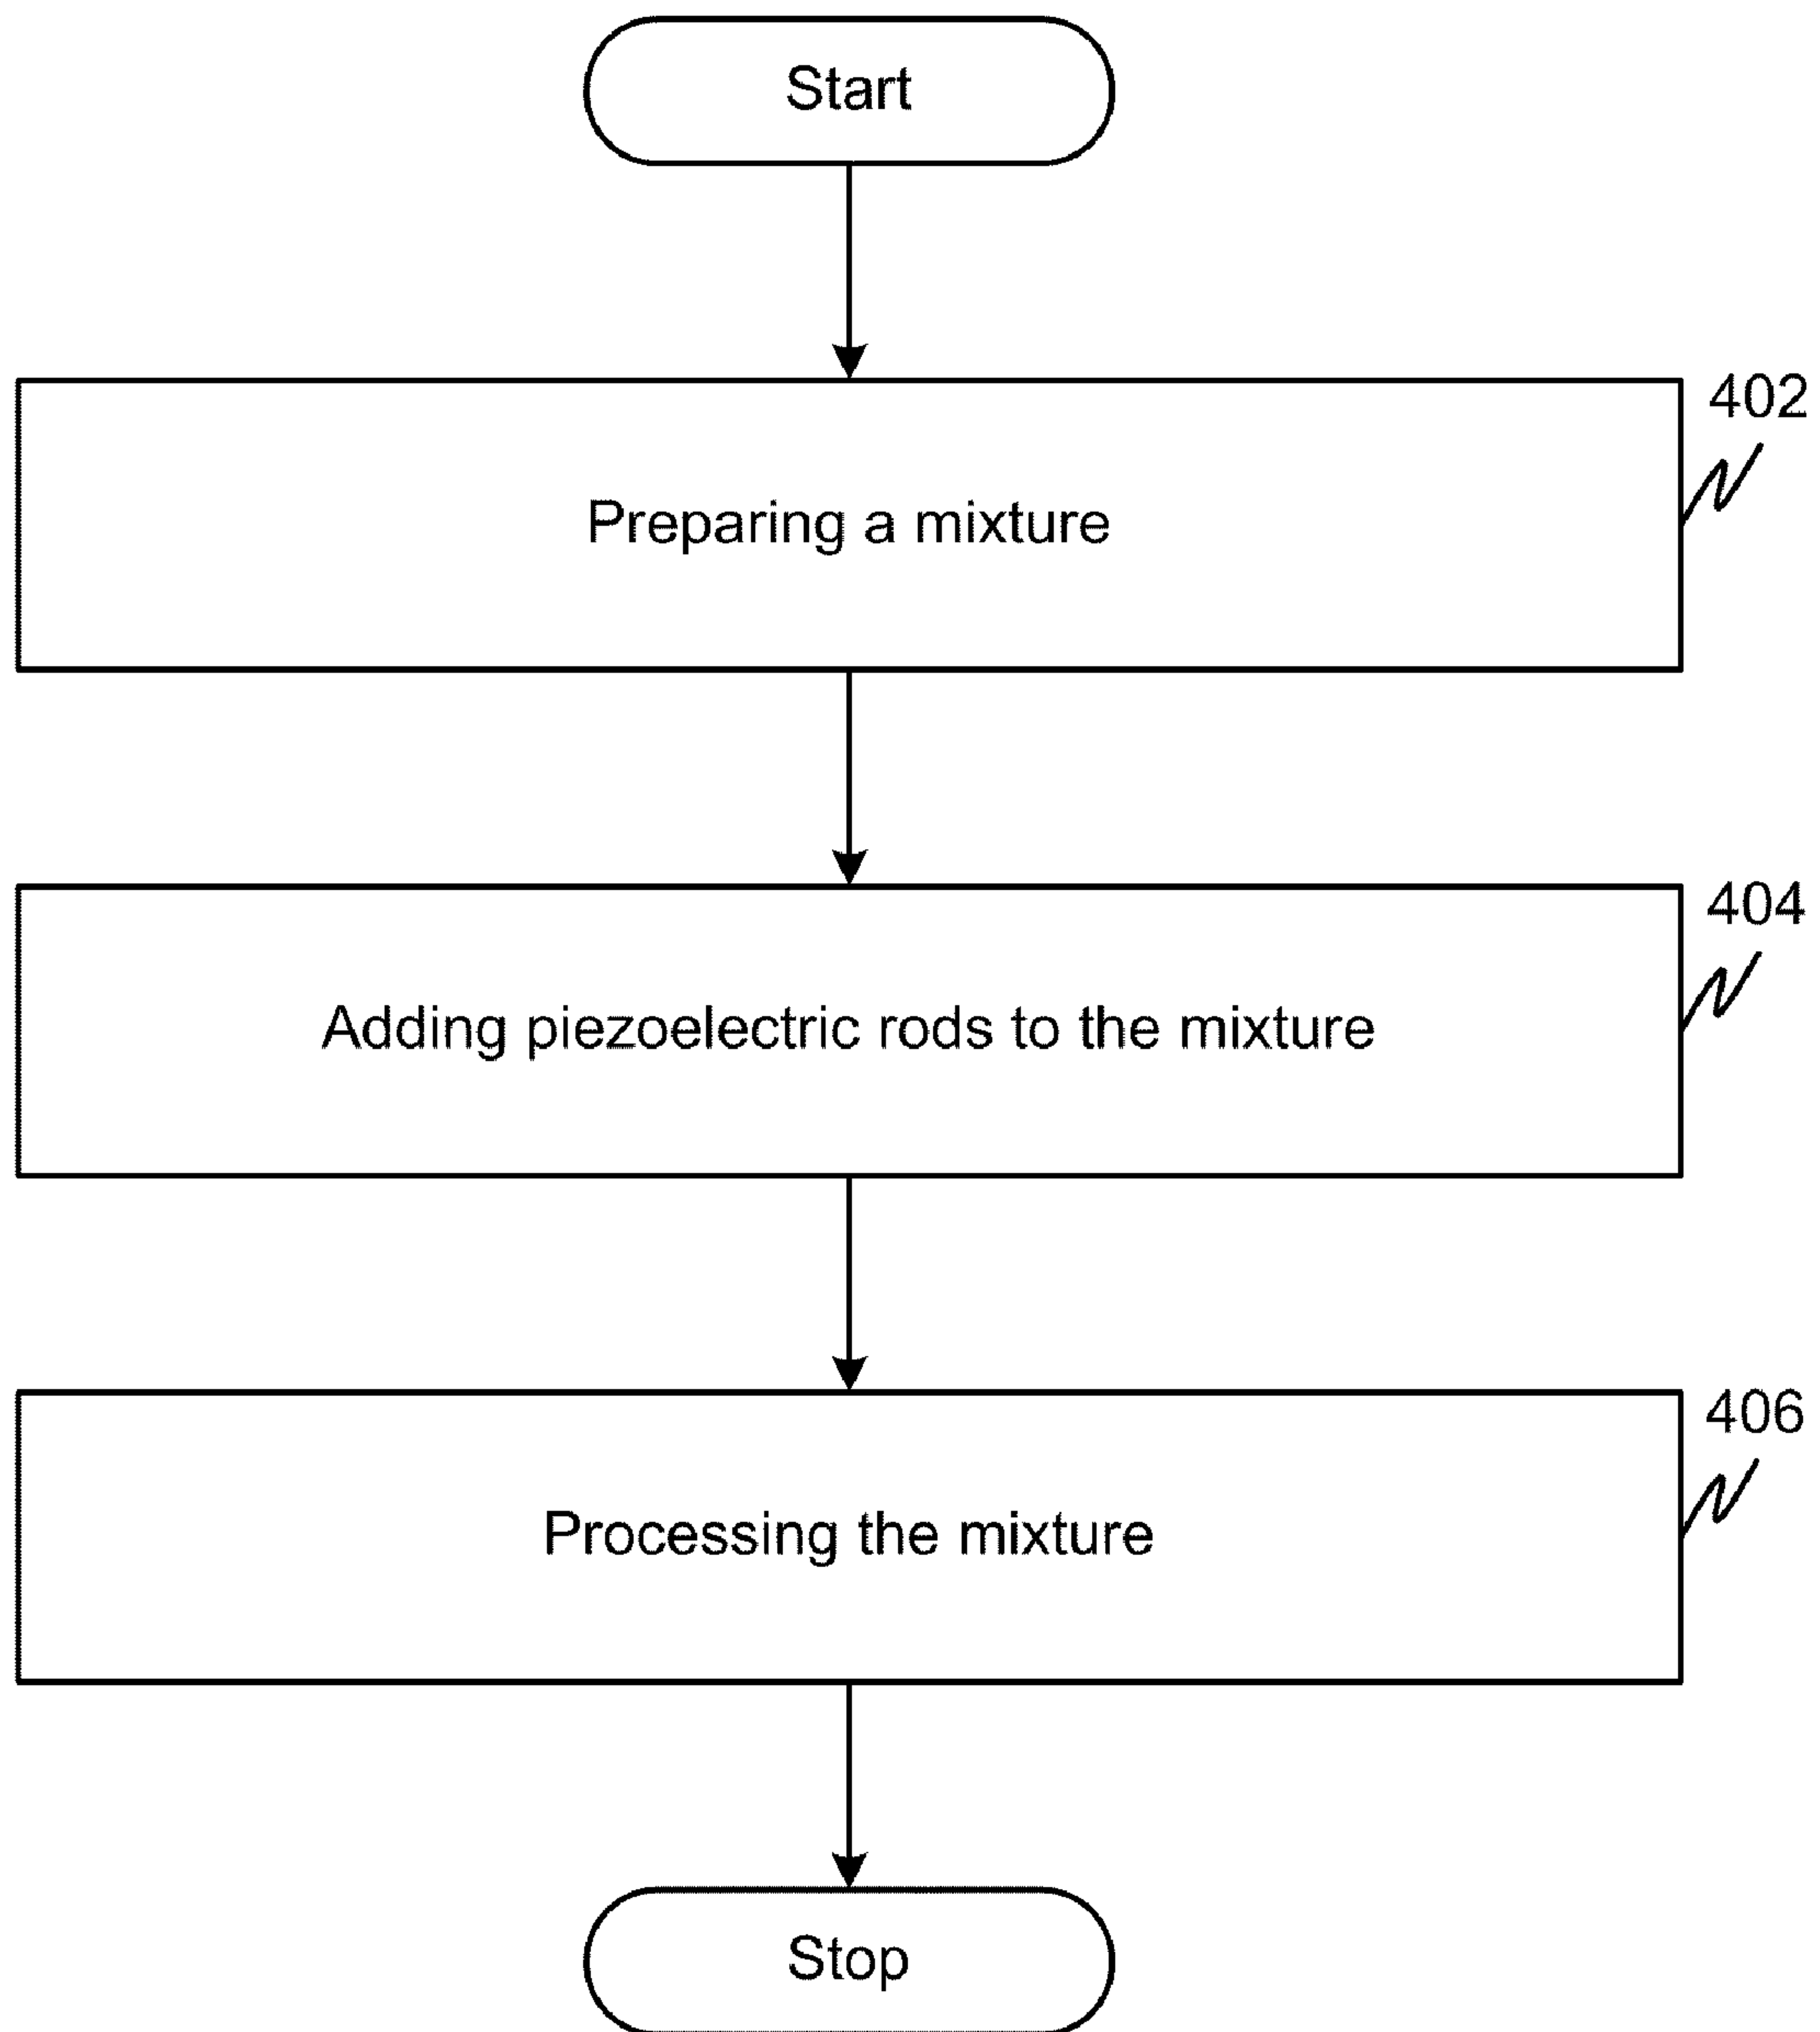 Start
402
Preparing a mixture
404
Adding piezoelectric rods to the mixture
406
Processing the mixture
Stop